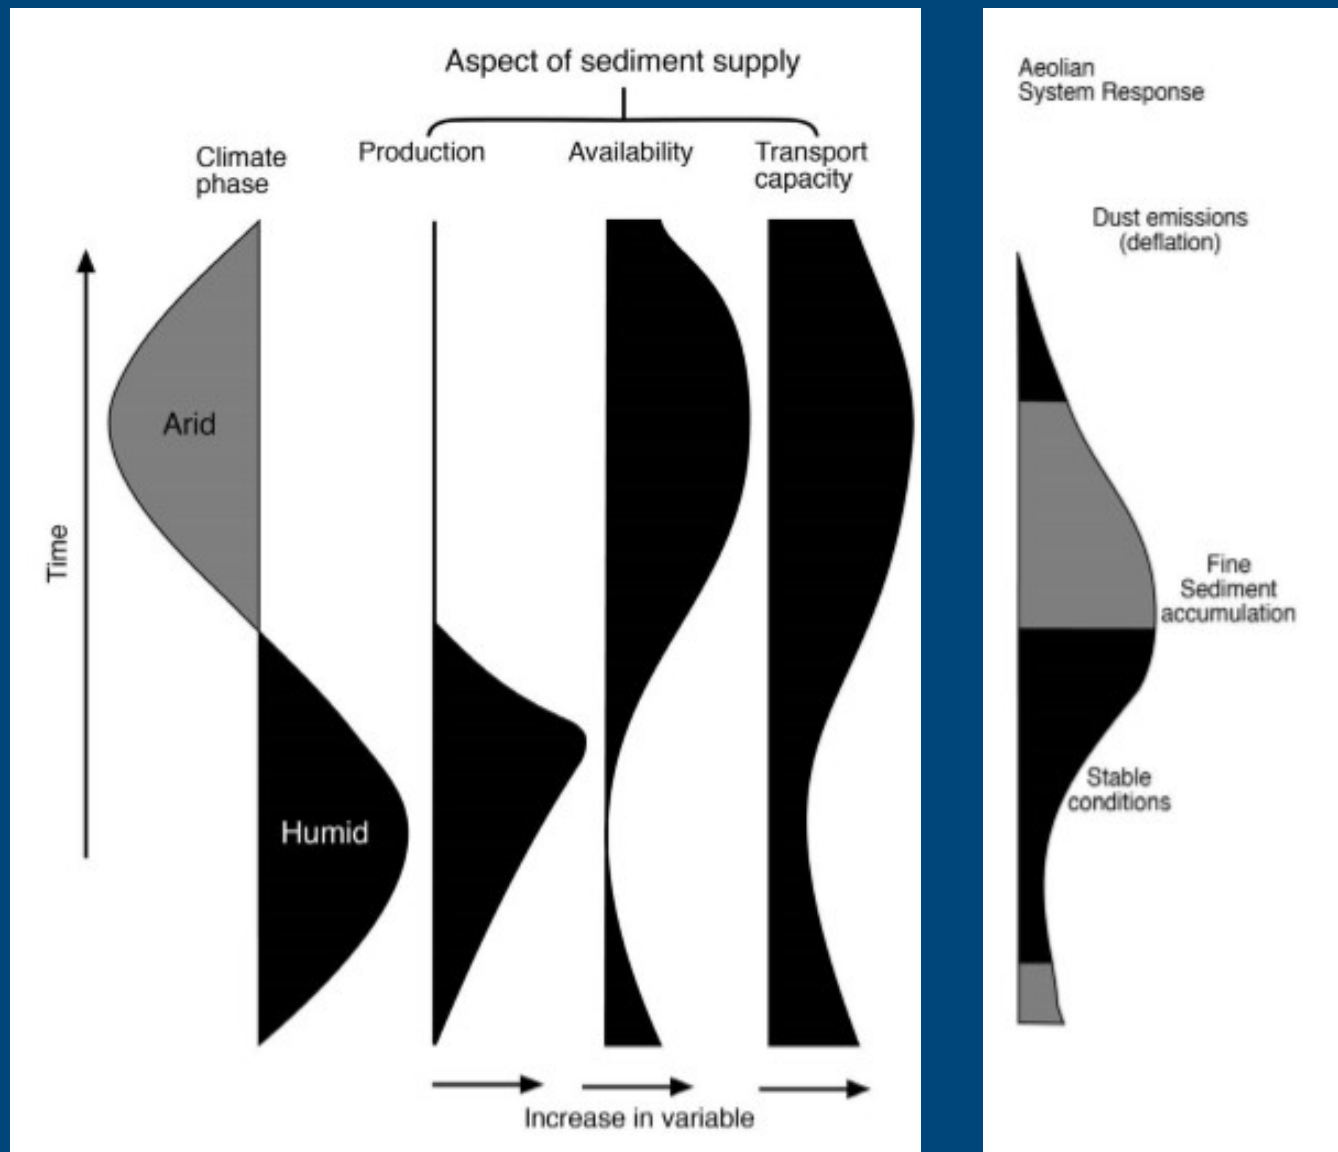 Aspect of sediment supply
Climate
phase
Production
Availability
Transport
capacity
Time
Arid
Humid
Increase in variable
Aeolian
System Response
Dust emissions
(deflation)
Fine
Sediment
accumulation
Stable
conditions